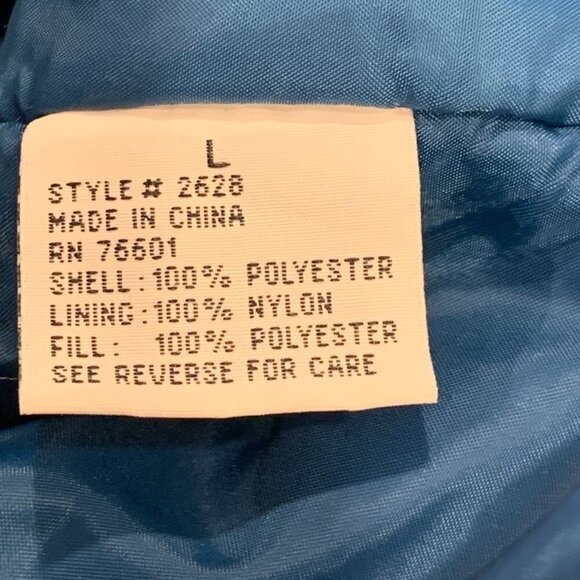 L
STYLE # 2628
MADE IN CHINA
RN 76601
SHELL : 100% POLYESTER
LINING : 100% NYLON
FILL : 100% POLYESTER
SEE REVERSE FOR CARE